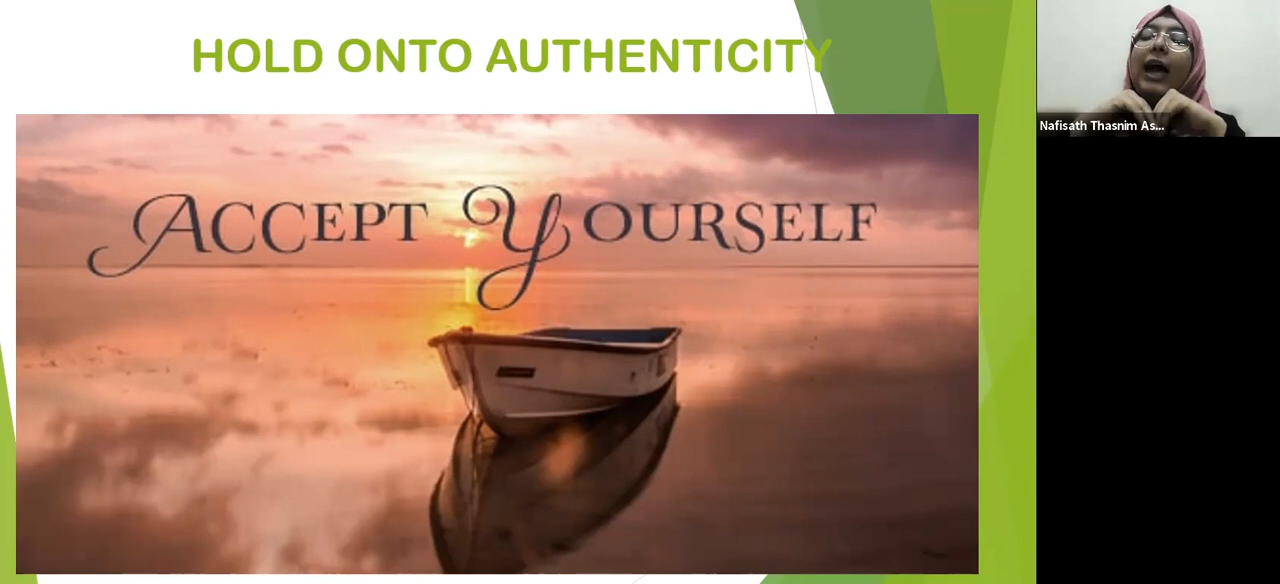 HOLD ONTO AUTHENTICITY
ACCEPT YOURSELF
Nafisath Thasnim As...